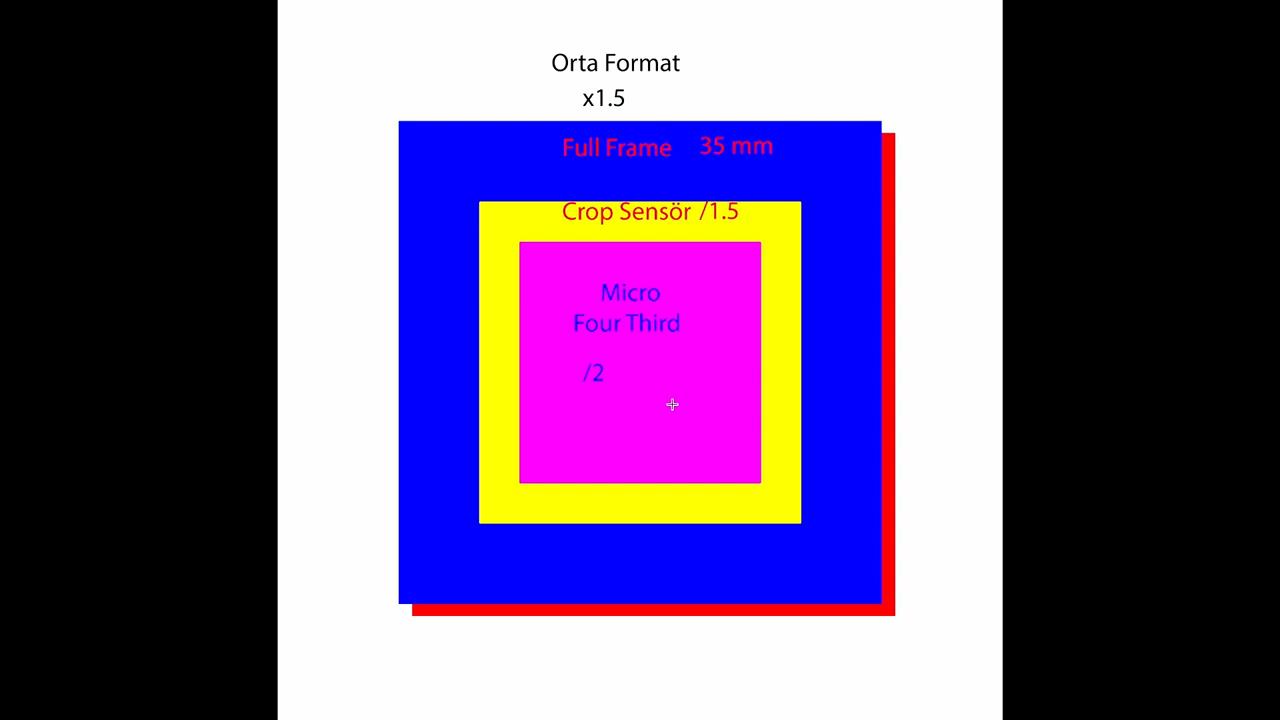 Orta Format
x1.5
Full Frame 35 mm
Crop Sensör /1.5
Micro
Four Third
/2